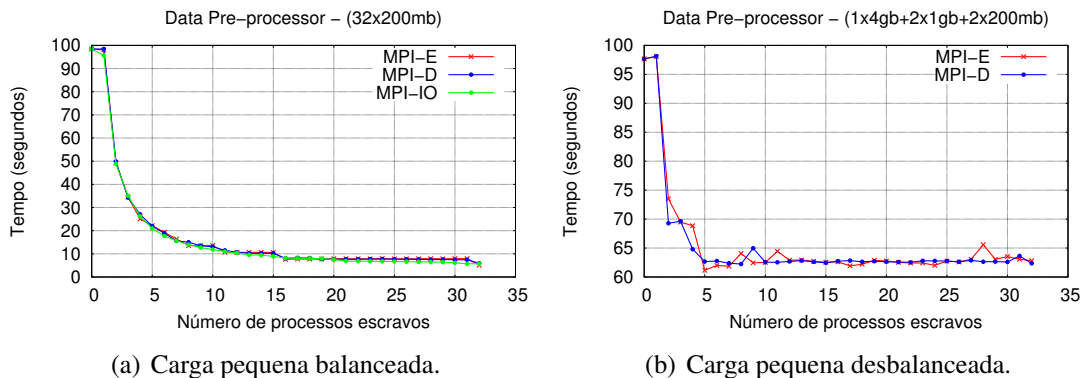 Data Pre-processor - (32x200mb)
100
90
80
70
60
50
40
30
20
10
0
Tempo (segundos)
MPI-E
MPI-D
MPI-IO
0 5 10 15 20 25 30 35
Número de processos escravos
(a) Carga pequena balanceada.
Data Pre-processor - (1x4gb+2x1gb+2x200mb)
100
95
90
85
80
75
70
65
60
Tempo (segundos)
MPI-E
MPI-D
0 5 10 15 20 25 30 35
Número de processos escravos
(b) Carga pequena desbalanceada.